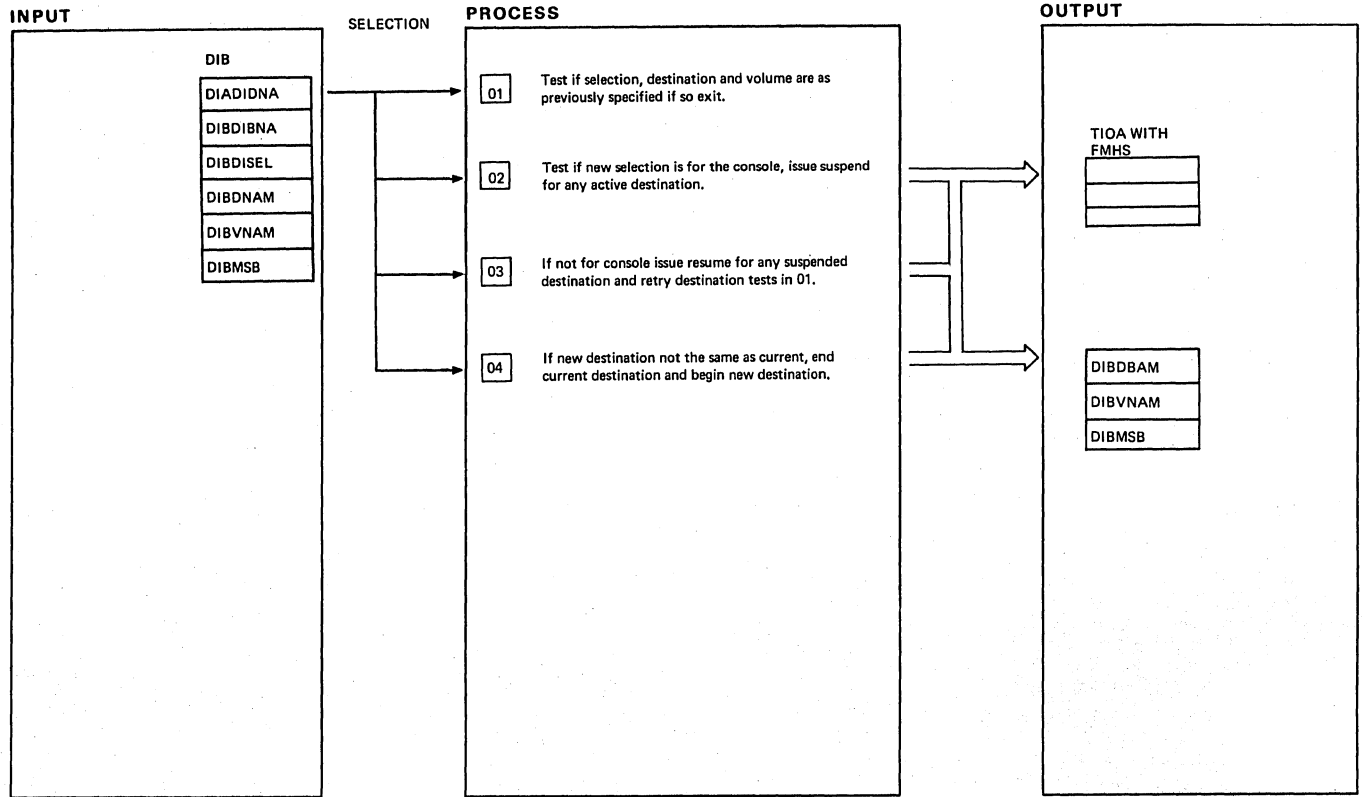 INPUT
SELECTION
PROCESS
OUTPUT
DIB
DIADIDNA
DIBDIBNA
DIBDISEL
DIBDNAM
DIBVNAM
DIBMSB
01
Test if selection, destination and volume are as
previously specified if so exit.
02
Test if new selection is for the console, issue suspend
for any active destination.
03
If not for console issue resume for any suspended
destination and retry destination tests in 01.
04
If new destination not the same as current, end
current destination and begin new destination.
TIOA WITH
FMHS
DIBDBAM
DIBVNAM
DIBMSB